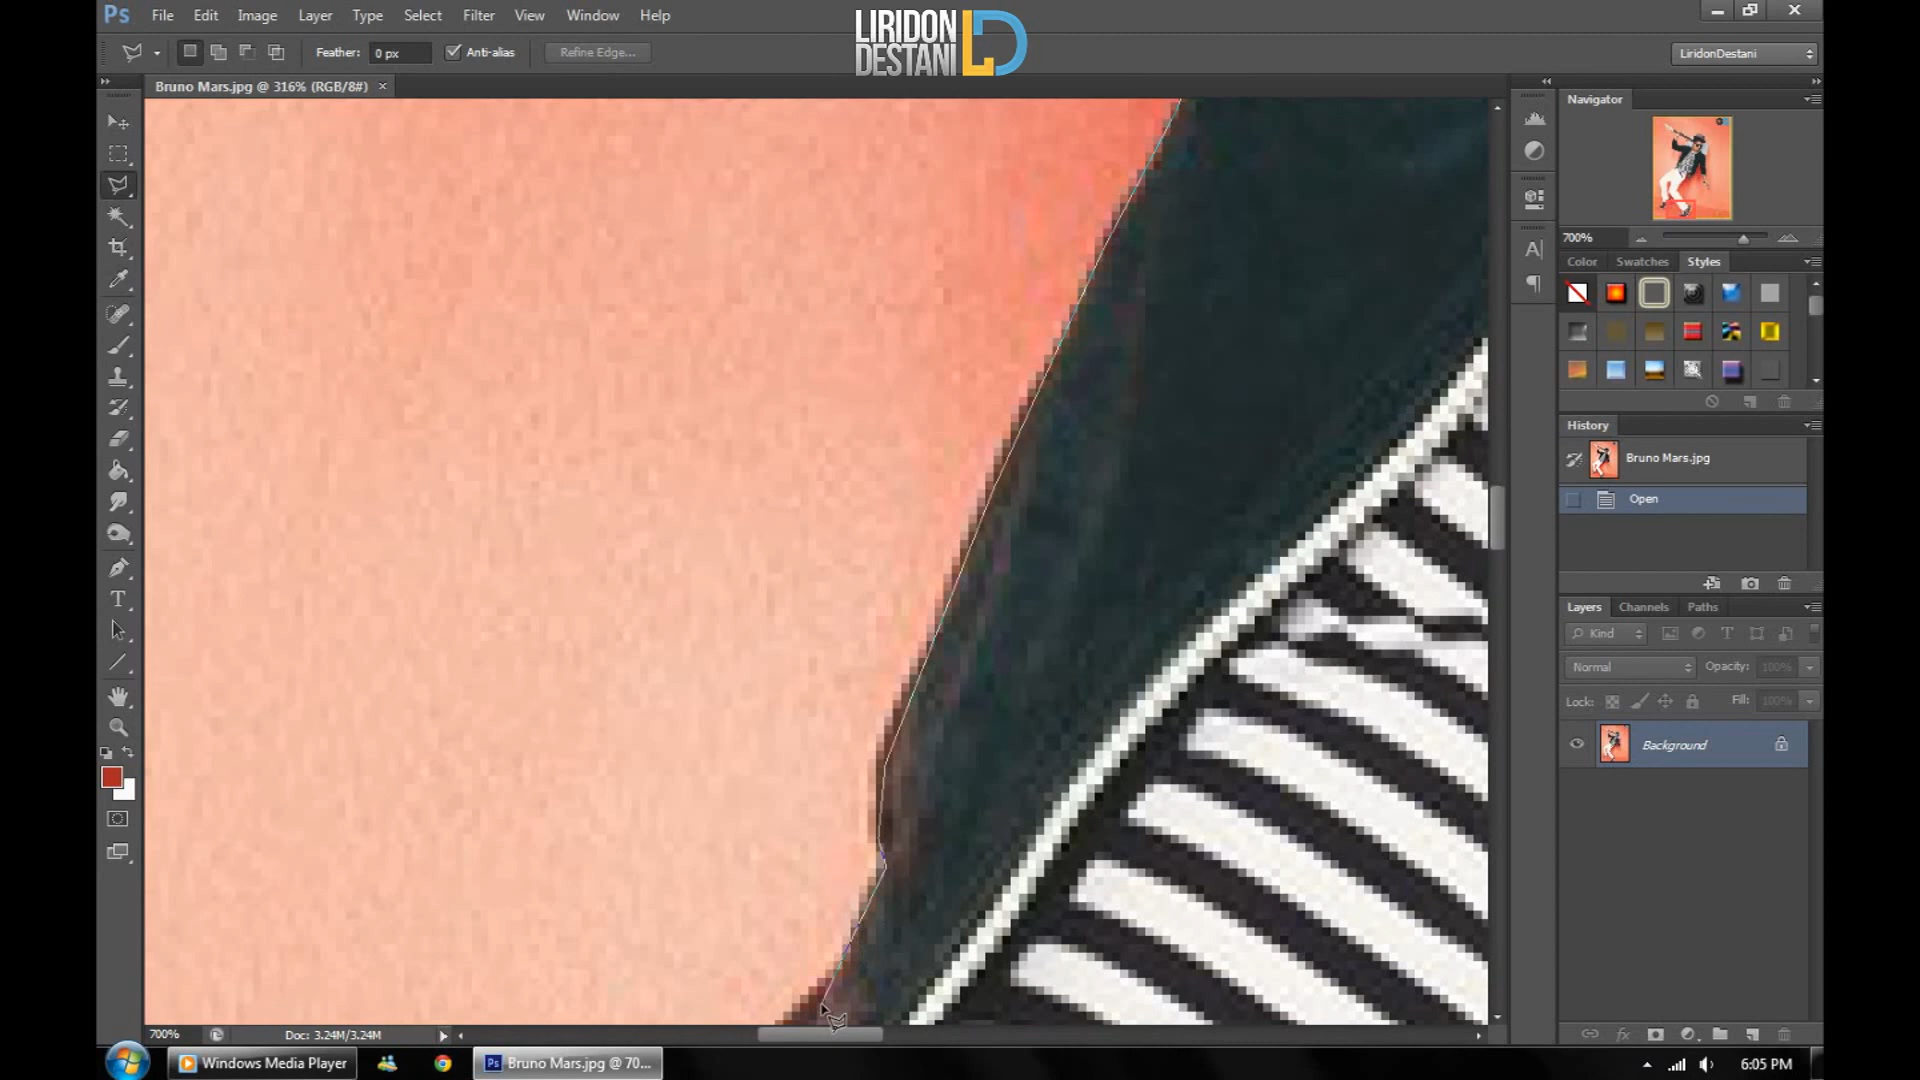 Ps File Edit Image Layer Type Select Filter View Window Help
LIRIDON
DESTANI LD
Feather: 0 px Anti-alias Refine Edge... LiridonDestani
Bruno Mars.jpg @ 316% (RGB/8#) ×
Navigator
700%
Color Swatches Styles
History
Bruno Mars.jpg
Open
Layers Channels Paths
Kind
Normal Opacity: 100%
Lock: Fill: 100%
Background
700% Doc: 3.24M/3.24M
Windows Media Player Ps Bruno Mars.jpg @ 70... 6:05 PM